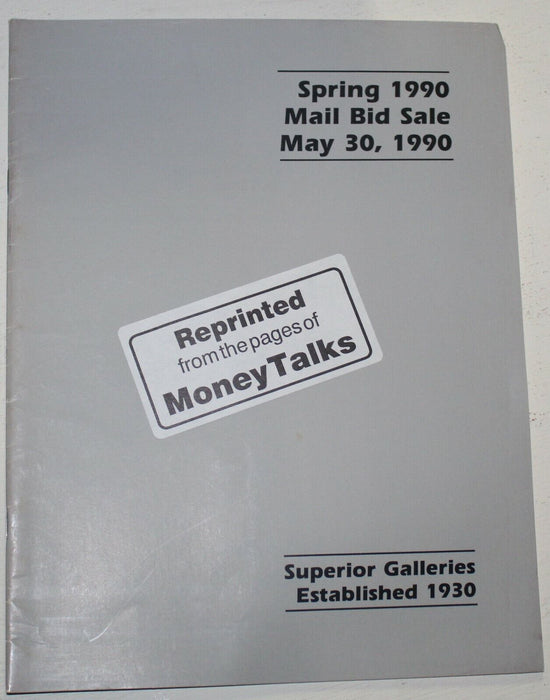 Spring 1990
Mail Bid Sale
May 30, 1990
Reprinted
from the pages of
MoneyTalks
Superior Galleries
Established 1930